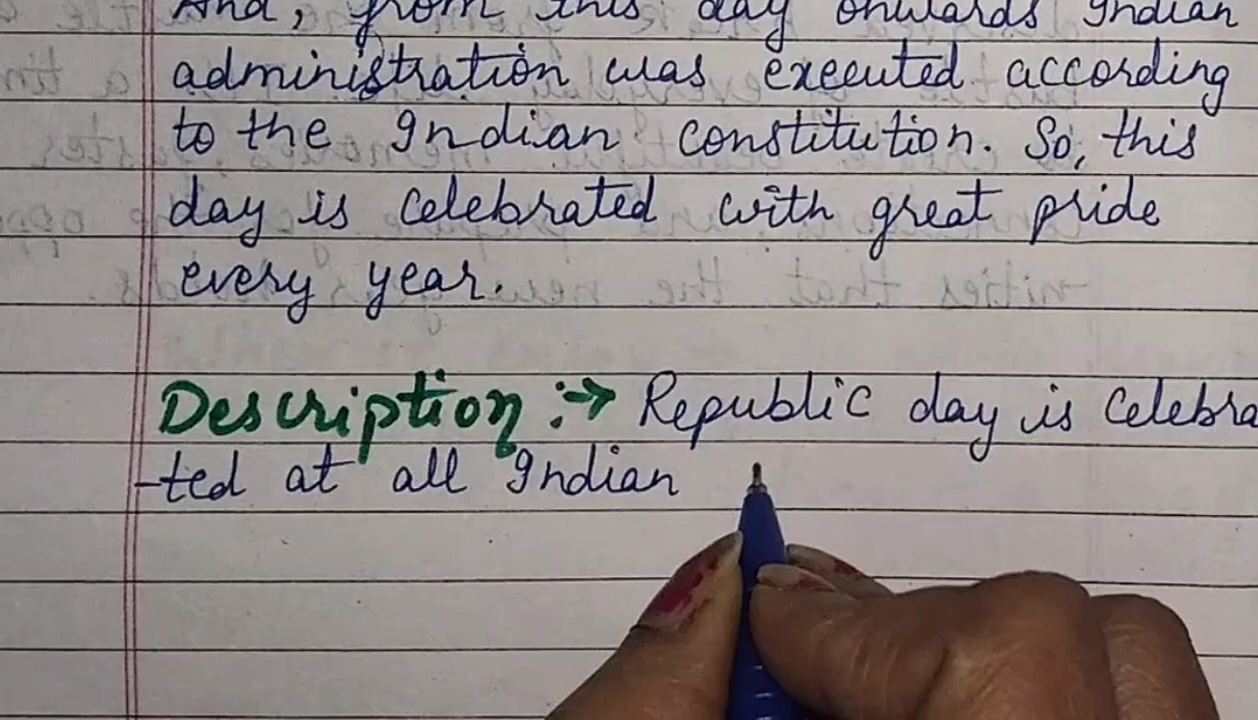 And, from this day onwards Indian
administration was executed according
to the Indian constitution. So, this
day is celebrated with great pride
every year.
Description :→ Republic day is celebra
-ted at all Indian